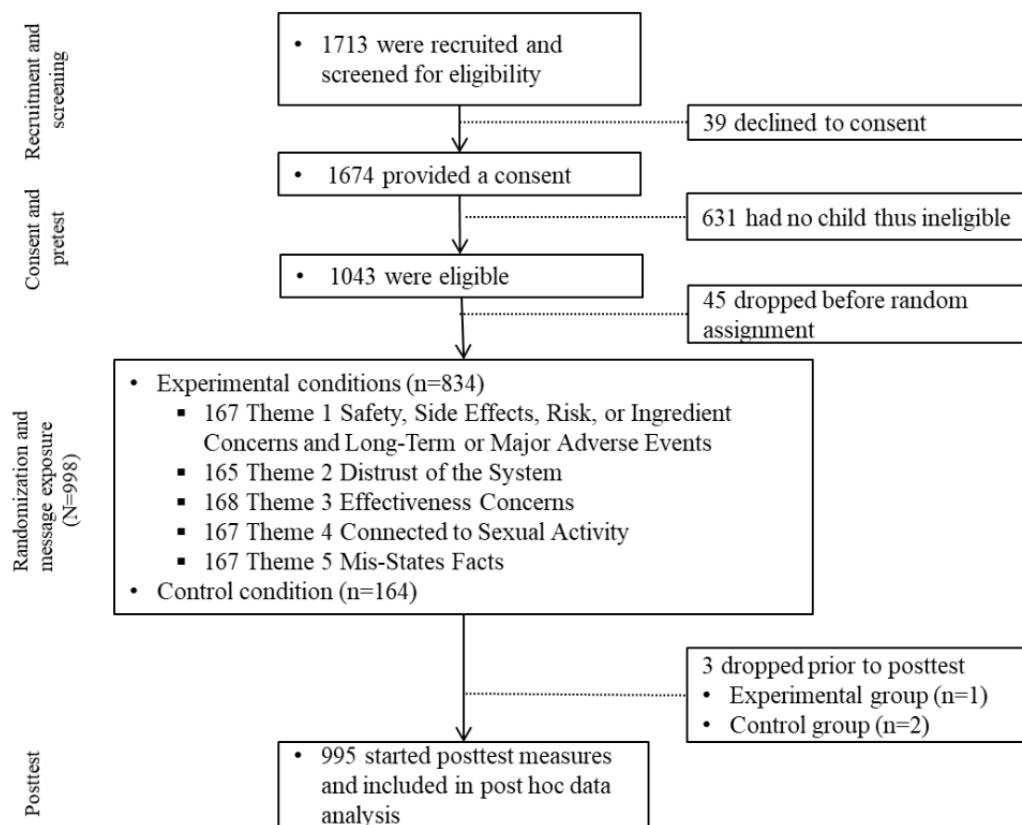 Recruitment and
screening
• 1713 were recruited and
screened for eligibility
39 declined to consent
Consent and
pretest
• 1674 provided a consent
631 had no child thus ineligible
• 1043 were eligible
45 dropped before random
assignment
Randomization and
message exposure
(N=998)
• Experimental conditions (n=834)
▪ 167 Theme 1 Safety, Side Effects, Risk, or Ingredient
Concerns and Long-Term or Major Adverse Events
▪ 165 Theme 2 Distrust of the System
▪ 168 Theme 3 Effectiveness Concerns
▪ 167 Theme 4 Connected to Sexual Activity
▪ 167 Theme 5 Mis-States Facts
• Control condition (n=164)
3 dropped prior to posttest
• Experimental group (n=1)
• Control group (n=2)
Posttest
• 995 started posttest measures
and included in post hoc data
analysis